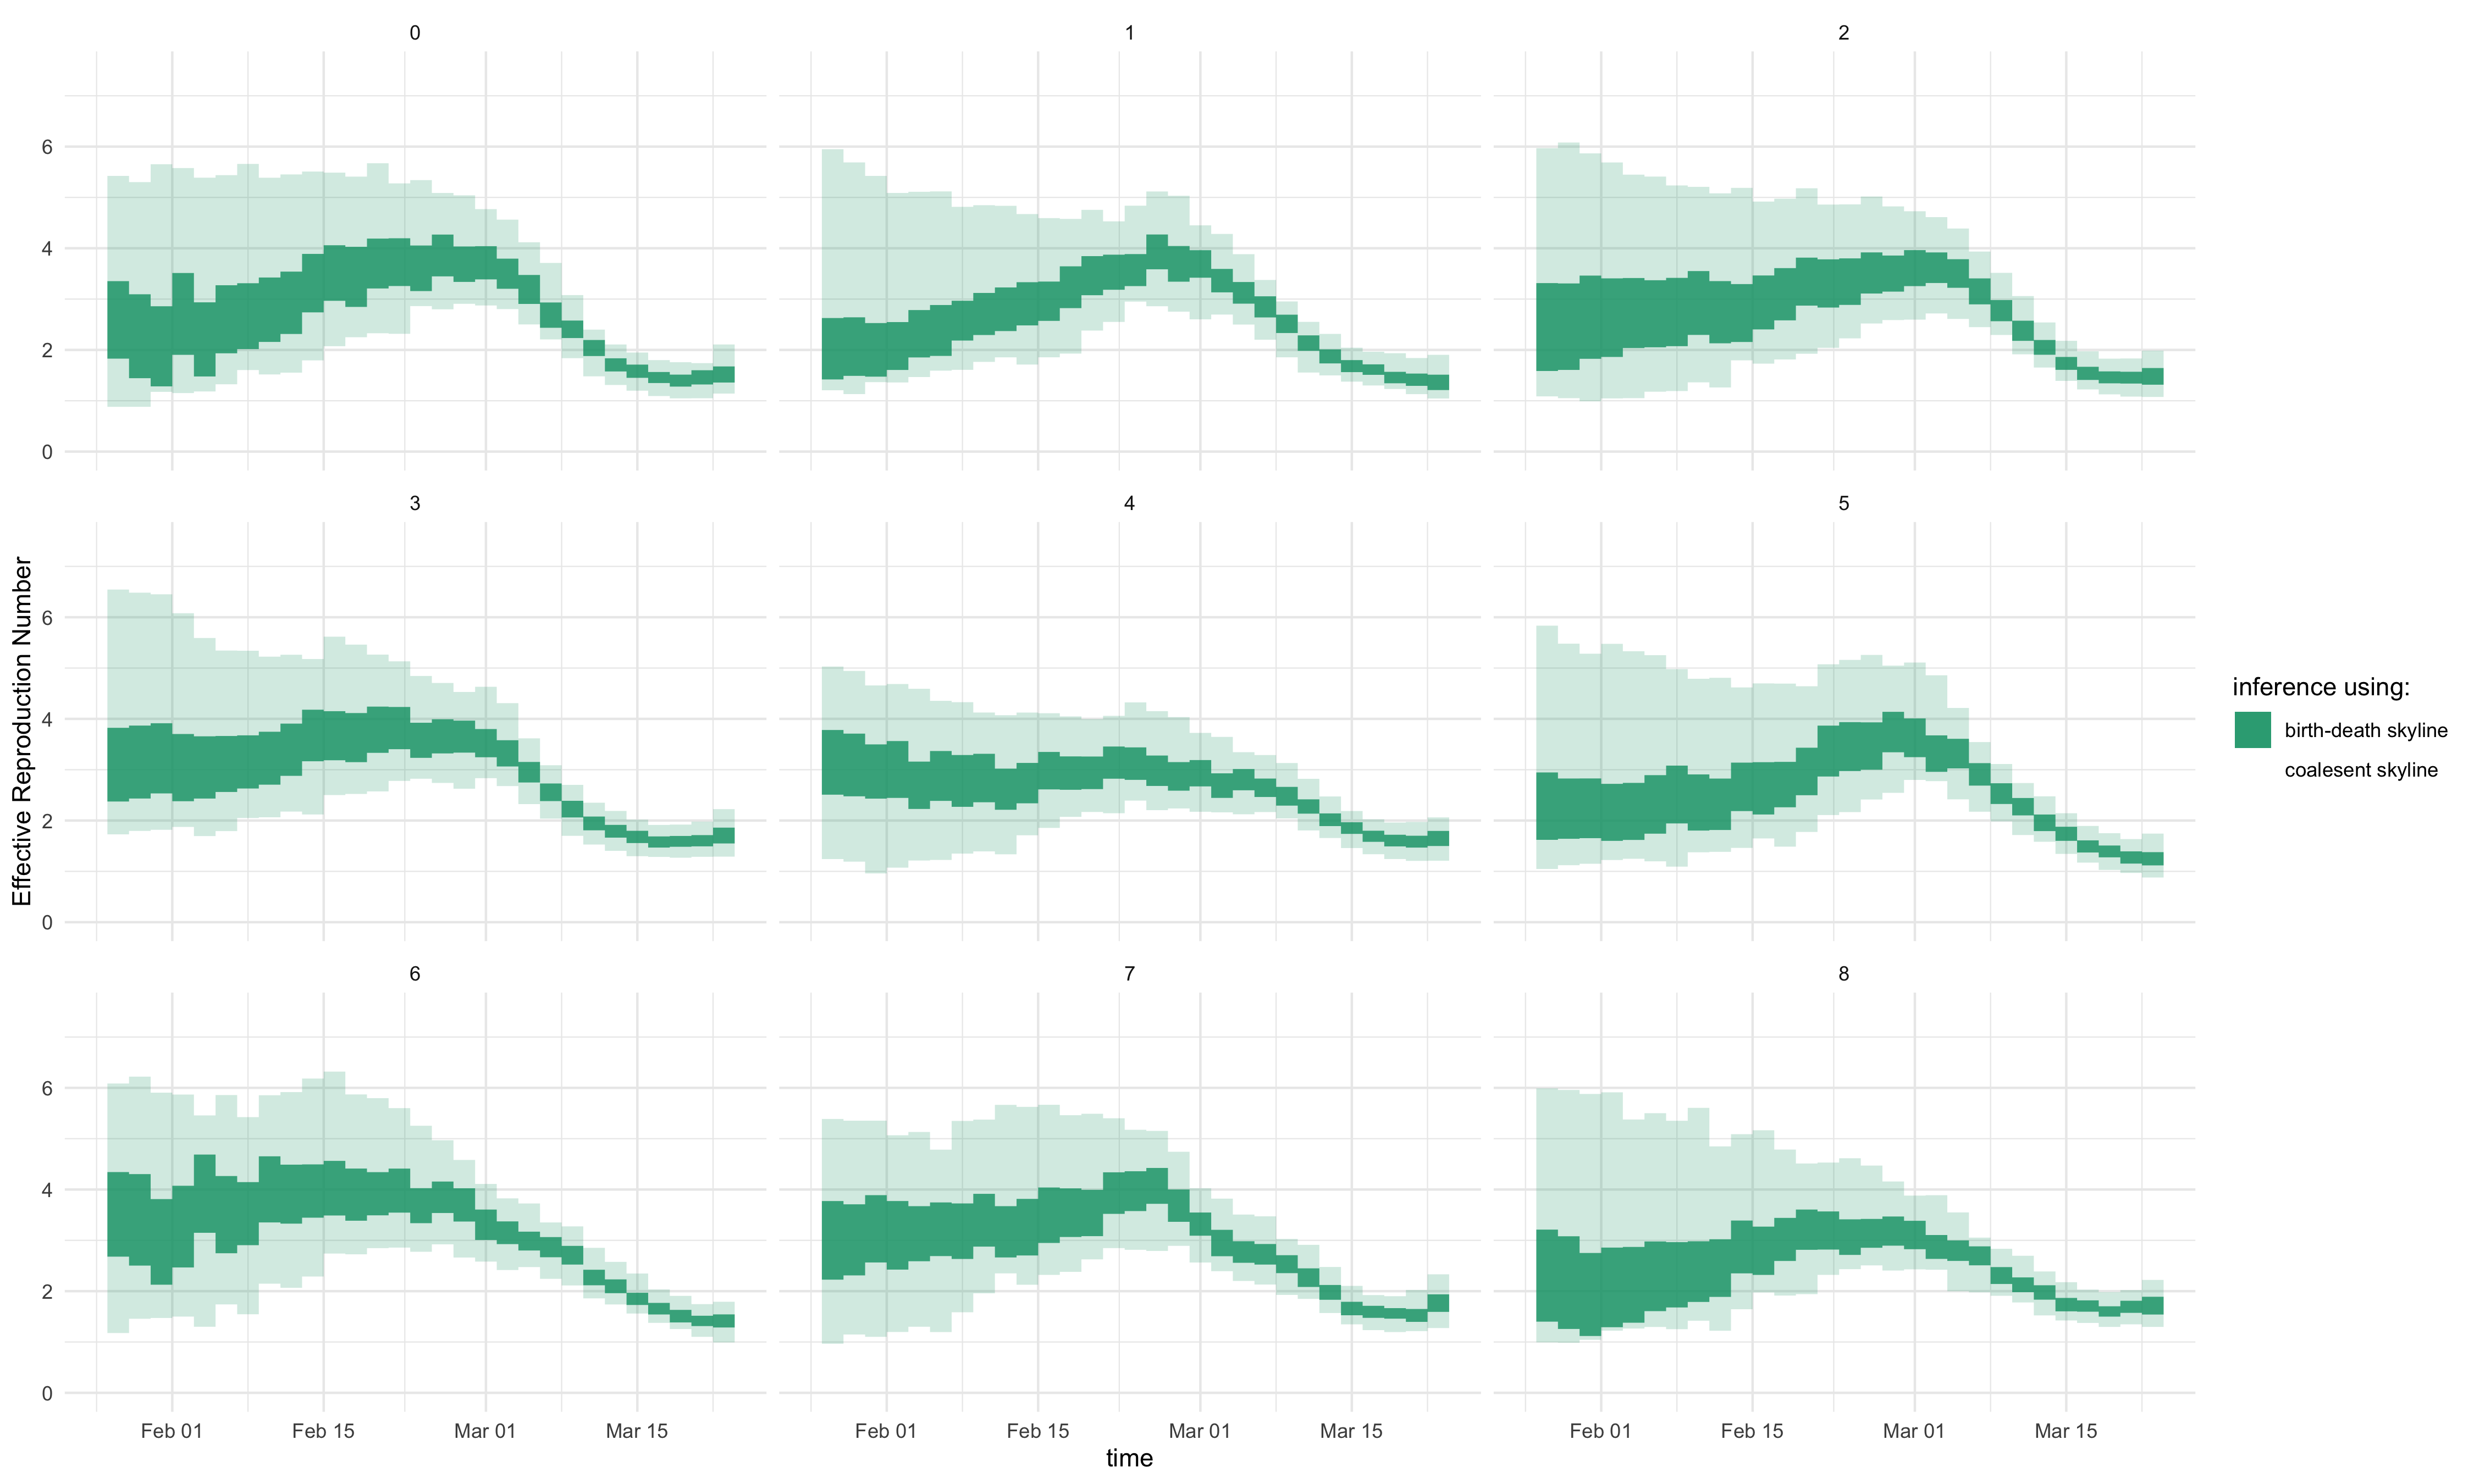 0 1 2
6
4
2
0
3 4 5
6
4
2
0
Effective Reproduction Number
inference using:
birth-death skyline
coalesent skyline
6 7 8
6
4
2
0
Feb 01 Feb 15 Mar 01 Mar 15 Feb 01 Feb 15 Mar 01 Mar 15 Feb 01 Feb 15 Mar 01 Mar 15
time